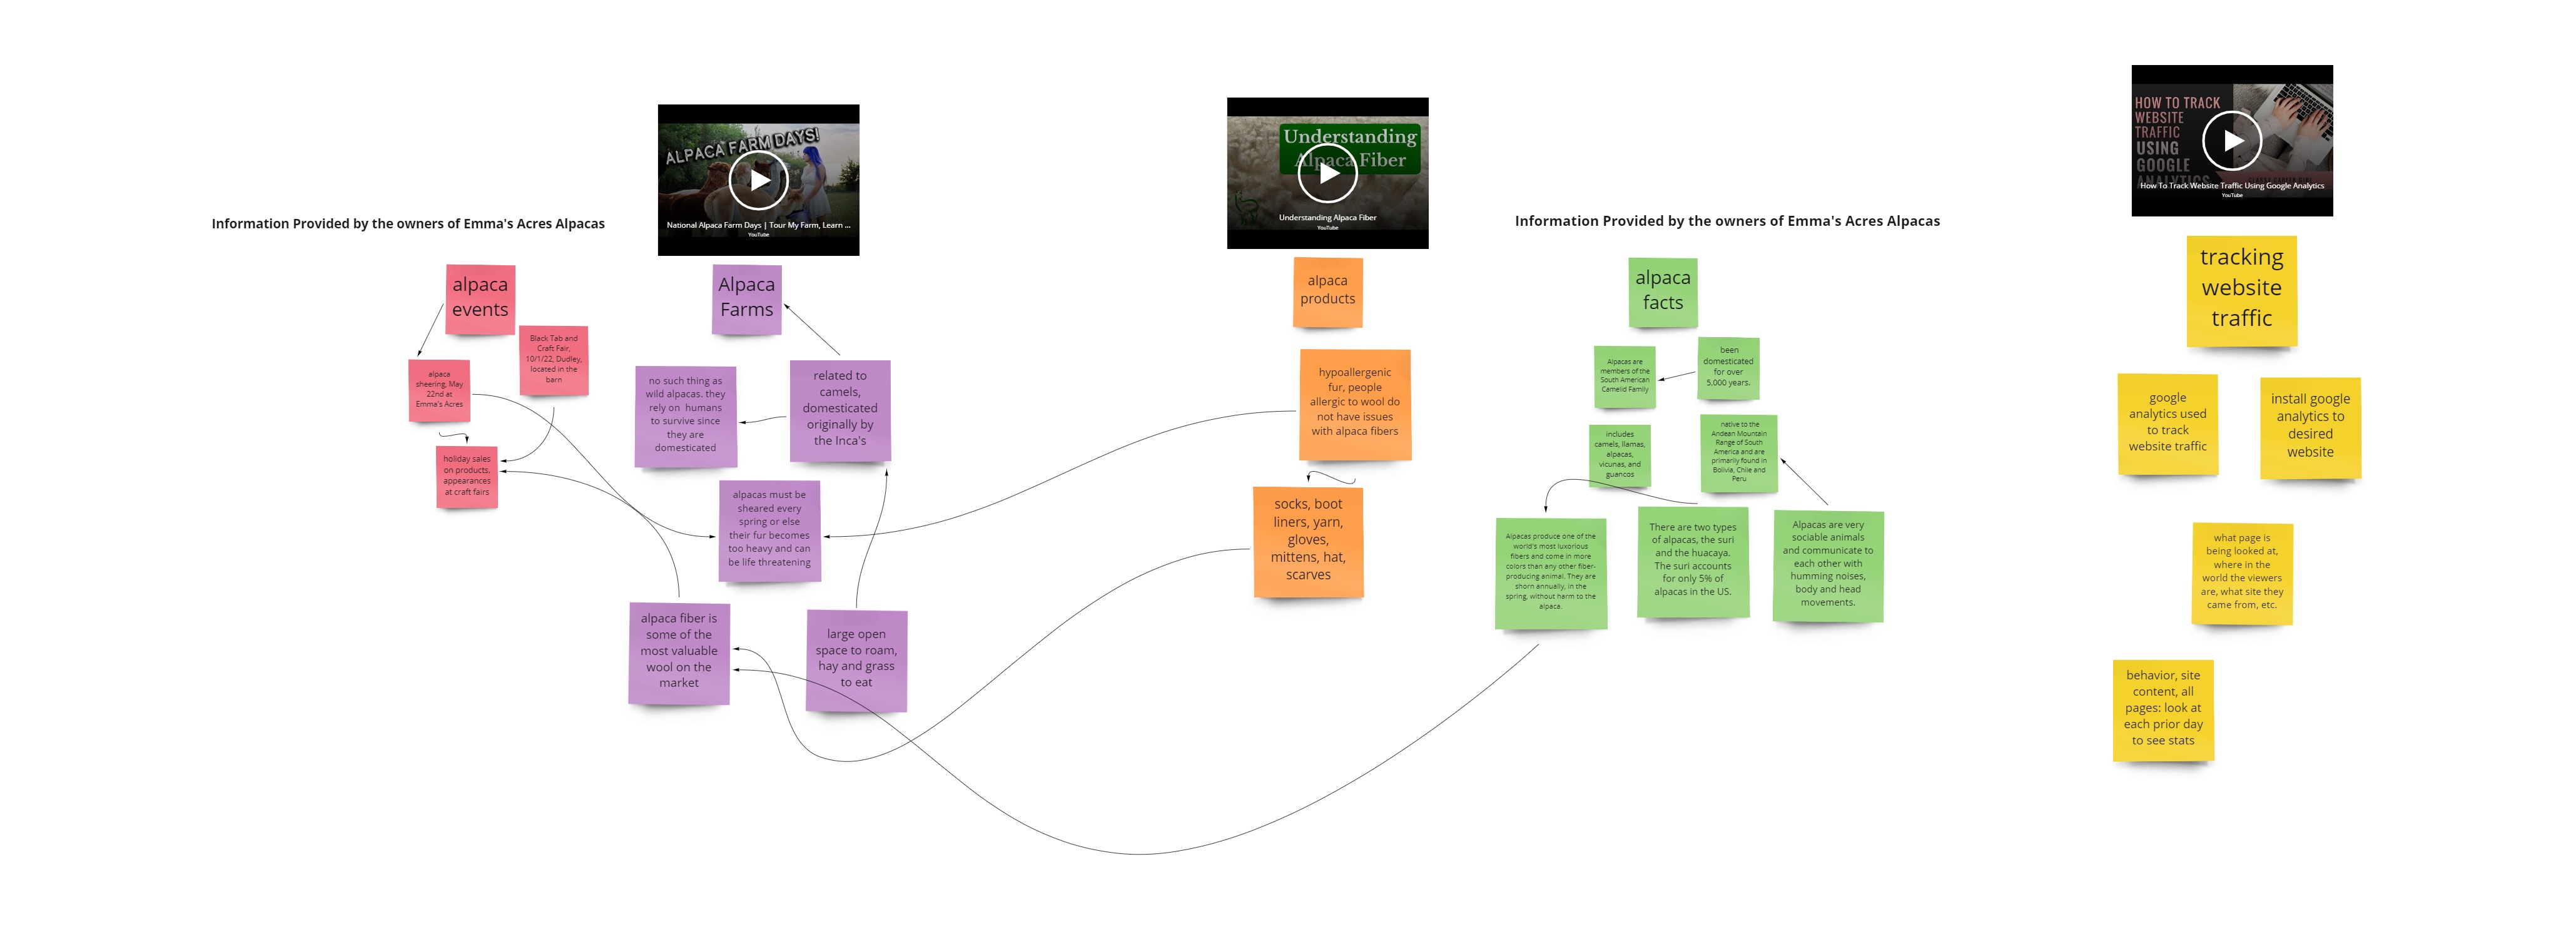 Information Provided by the owners of Emma's Acres Alpacas
alpaca
events
Black Tab and
Craft Fair,
10/1/22, Dudley,
located in the
barn
alpaca
sheering, May
22nd at
Emma's Acres
holiday sales
on products,
appearances
at craft fairs
ALPACA FARM DAYS!
National Alpaca Farm Days | Tour My Farm, Learn ...
YouTube
Alpaca
Farms
no such thing as
wild alpacas. they
rely on humans
to survive since
they are
domesticated
related to
camels,
domesticated
originally by
the Inca's
alpacas must be
sheared every
spring or else
their fur becomes
too heavy and can
be life threatening
alpaca fiber is
some of the
most valuable
wool on the
market
large open
space to roam,
hay and grass
to eat
Understanding
Alpaca Fiber
Understanding Alpaca Fiber
YouTube
alpaca
products
hypoallergenic
fur, people
allergic to wool do
not have issues
with alpaca fibers
socks, boot
liners, yarn,
gloves,
mittens, hat,
scarves
Information Provided by the owners of Emma's Acres Alpacas
alpaca
facts
Alpacas are
members of the
South American
Camelid Family
been
domesticated
for over
5,000 years.
includes
camels, llamas,
alpacas,
vicunas, and
guancos
native to the
Andean Mountain
Range of South
America and are
primarily found in
Bolivia, Chile and
Peru
Alpacas produce one of the
world's most luxorious
fibers and come in more
colors than any other fiber-
producing animal. They are
shorn annually, in the
spring, without harm to the
alpaca.
There are two types
of alpacas, the suri
and the huacaya.
The suri accounts
for only 5% of
alpacas in the US.
Alpacas are very
sociable animals
and communicate to
each other with
humming noises,
body and head
movements.
HOW TO TRACK
WEBSITE
TRAFFIC
USING
GOOGLE
ANALYTICS
How To Track Website Traffic Using Google Analytics
YouTube
tracking
website
traffic
google
analytics used
to track
website traffic
install google
analytics to
desired
website
what page is
being looked at,
where in the
world the viewers
are, what site they
came from, etc.
behavior, site
content, all
pages: look at
each prior day
to see stats